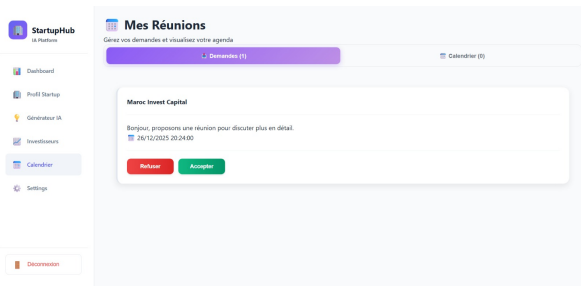 StartupHub
IA Platform
Dashboard
Profil Startup
Générateur IA
Investisseurs
Calendrier
Settings
Déconnexion
Mes Réunions
Gérez vos demandes et visualisez votre agenda
Demandes (1)
Calendrier (0)
Maroc Invest Capital
Bonjour, proposons une réunion pour discuter plus en détail.
26/12/2025 20:24:00
Refuser
Accepter